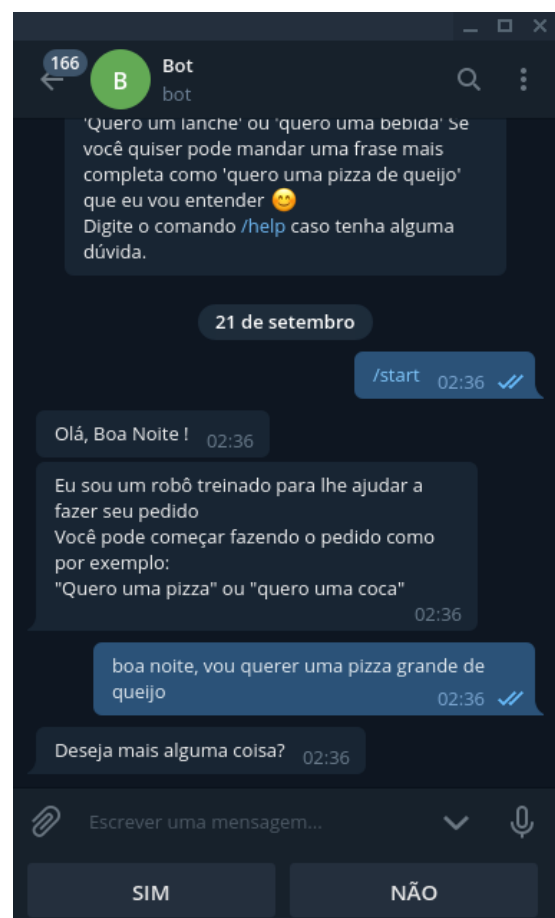 166
B
Bot
bot
'Quero um lanche' ou 'quero uma bebida' Se
você quiser pode mandar uma frase mais
completa como 'quero uma pizza de queijo'
que eu vou entender 😊
Digite o comando /help caso tenha alguma
dúvida.
21 de setembro
/start 02:36
Olá, Boa Noite ! 02:36
Eu sou um robô treinado para lhe ajudar a
fazer seu pedido
Você pode começar fazendo o pedido como
por exemplo:
"Quero uma pizza" ou "quero uma coca"
02:36
boa noite, vou querer uma pizza grande de
queijo 02:36
Deseja mais alguma coisa? 02:36
Escrever uma mensagem...
SIM
NÃO